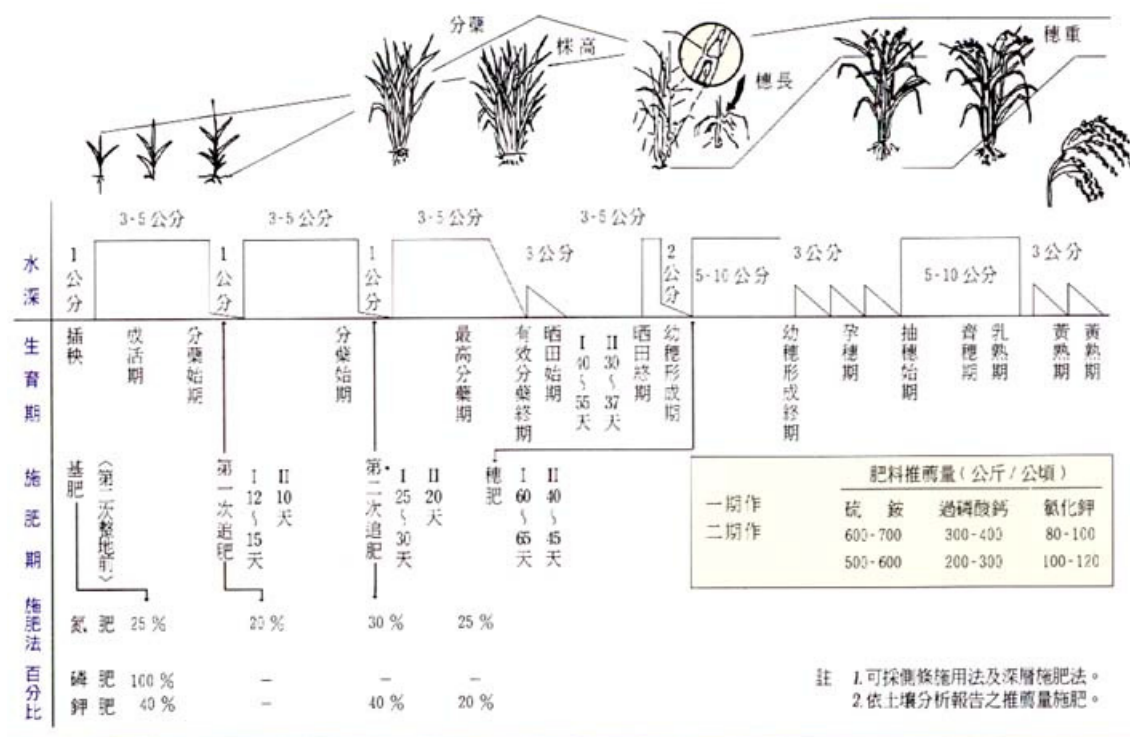 分蘗
株高
穗長
穗重
水深
3-5公分
3-5公分
3-5公分
3-5公分
1公分
1公分
1公分
3公分
2公分
5-10公分
3公分
5-10公分
3公分
生育期
插秧
成活期
分蘗始期
分蘗始期
最高分蘗期
有效分蘗終期
晒田始期
I 40～55天
II 30～37天
晒田終期
幼穗形成期
幼穗形成終期
孕穗期
抽穗始期
齊穗期
乳熟期
黃熟期
黃熟期
施肥期
基肥
〈第二次整地前〉
第一次追肥
I 12～15天
II 10天
第二次追肥
I 25～30天
II 20天
穗肥
I 60～65天
II 40～45天
肥料推薦量(公斤/公頃)
硫銨 過磷酸鈣 氯化鉀
一期作 600-700 300-400 80-100
二期作 500-600 200-300 100-120
施肥法百分比
氮肥 25% 20% 30% 25%
磷肥 100% - - -
鉀肥 40% - 40% 20%
註 1.可採側條施用法及深層施肥法。
2.依土壤分析報告之推薦量施肥。